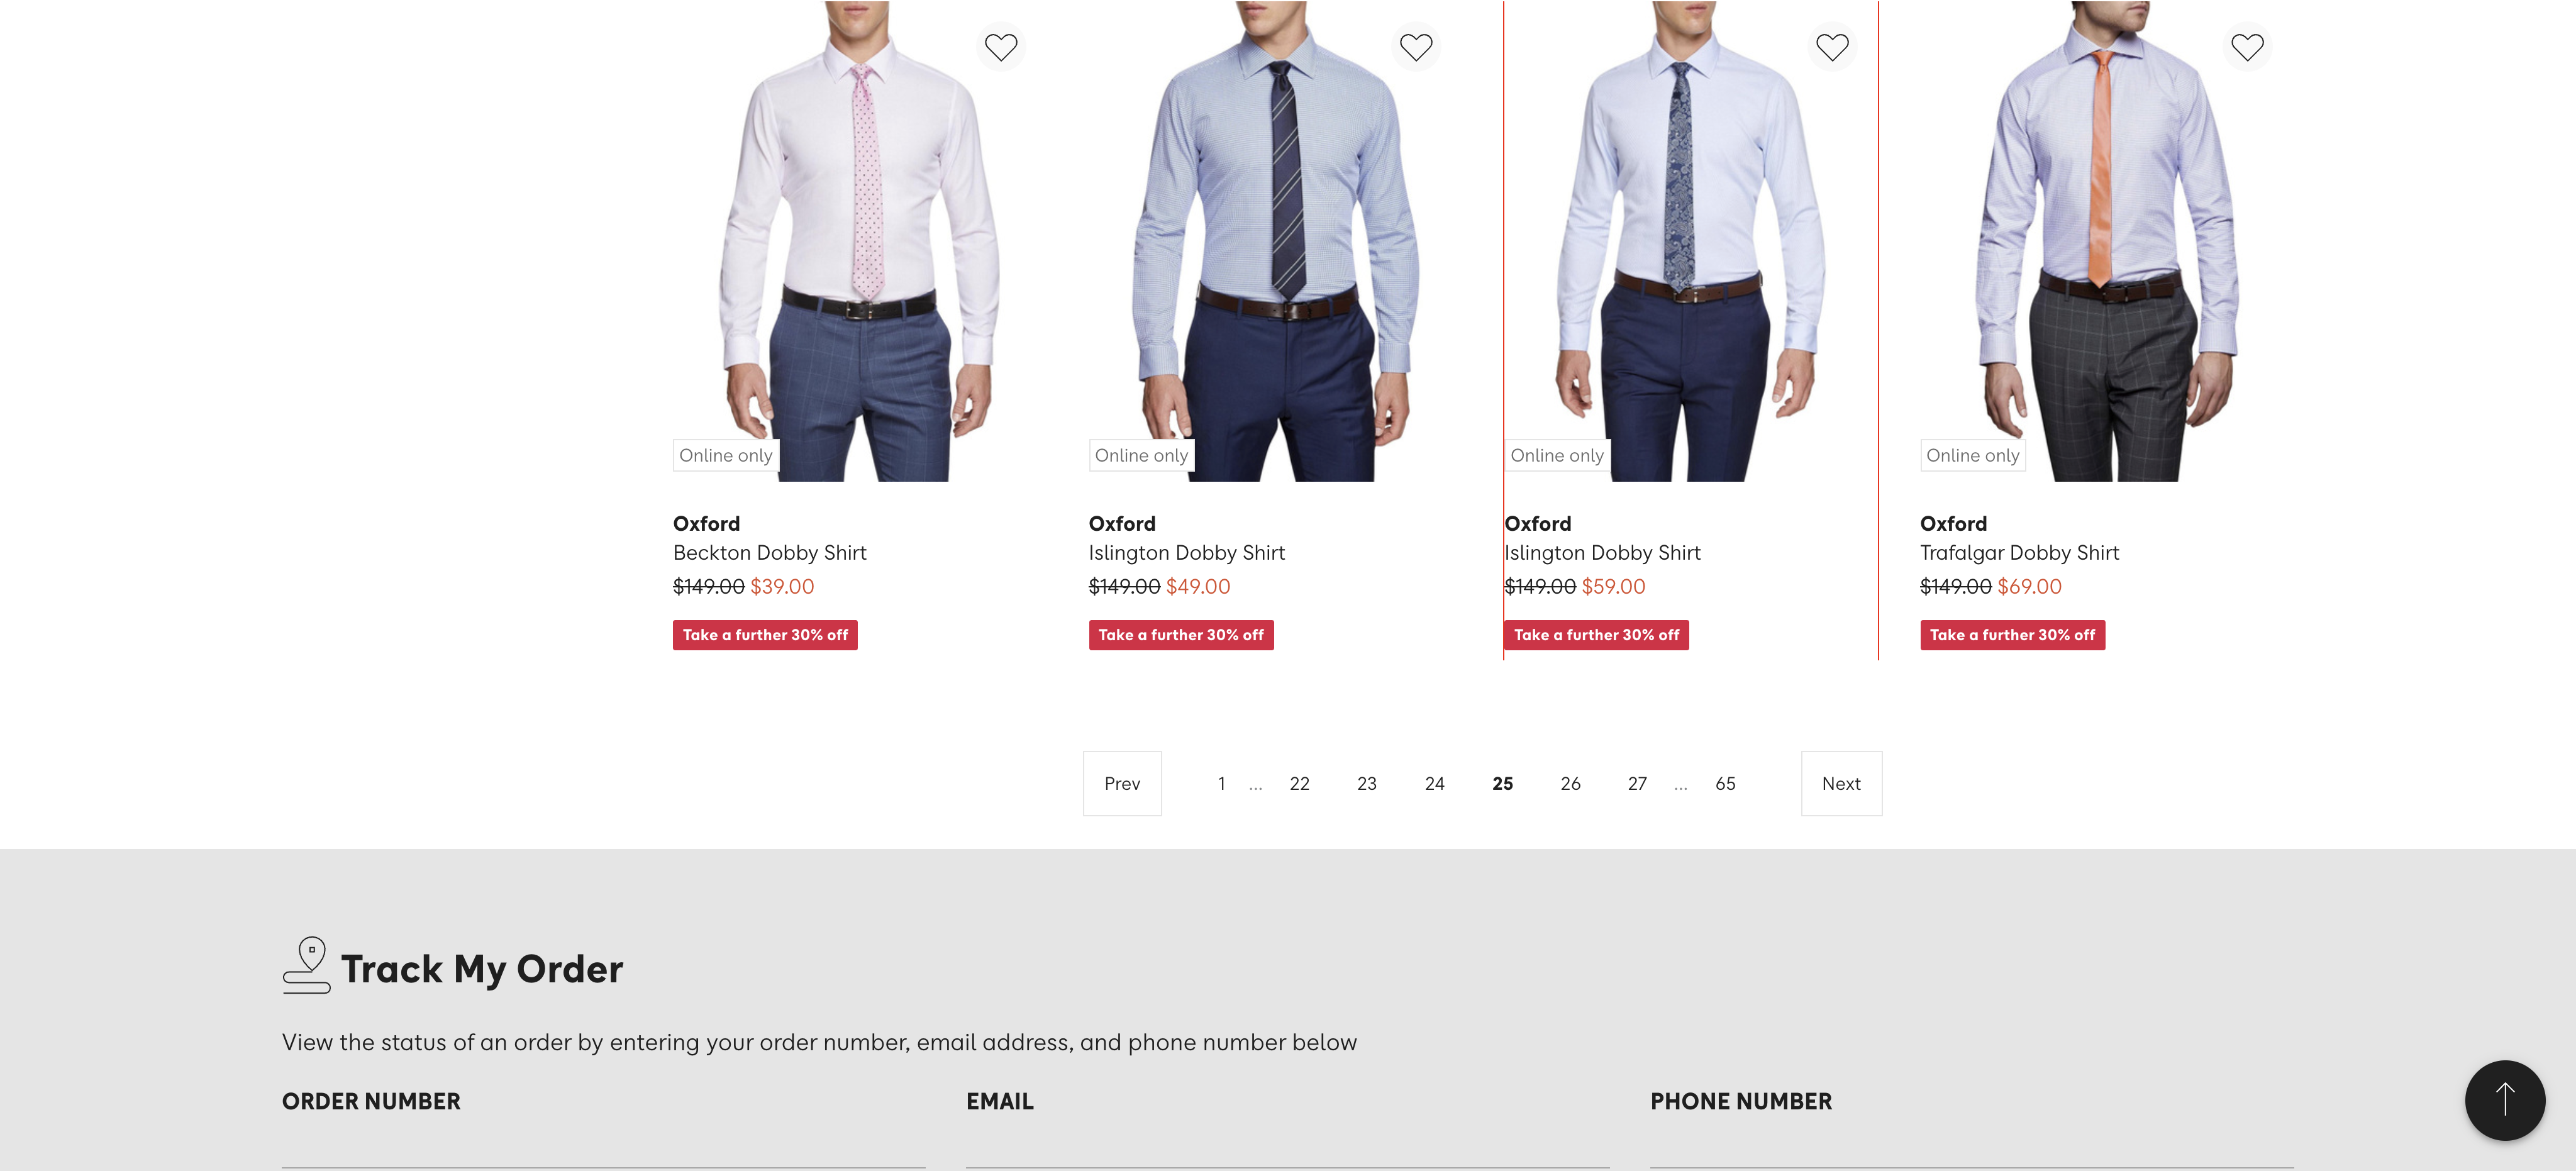 Online only
Online only
Online only
Online only
Oxford
Beckton Dobby Shirt
$149.00 $39.00
Take a further 30% off
Oxford
Islington Dobby Shirt
$149.00 $49.00
Take a further 30% off
Oxford
Islington Dobby Shirt
$149.00 $59.00
Take a further 30% off
Oxford
Trafalgar Dobby Shirt
$149.00 $69.00
Take a further 30% off
Prev 1 ... 22 23 24 25 26 27 ... 65 Next
Track My Order
View the status of an order by entering your order number, email address, and phone number below
ORDER NUMBER
EMAIL
PHONE NUMBER